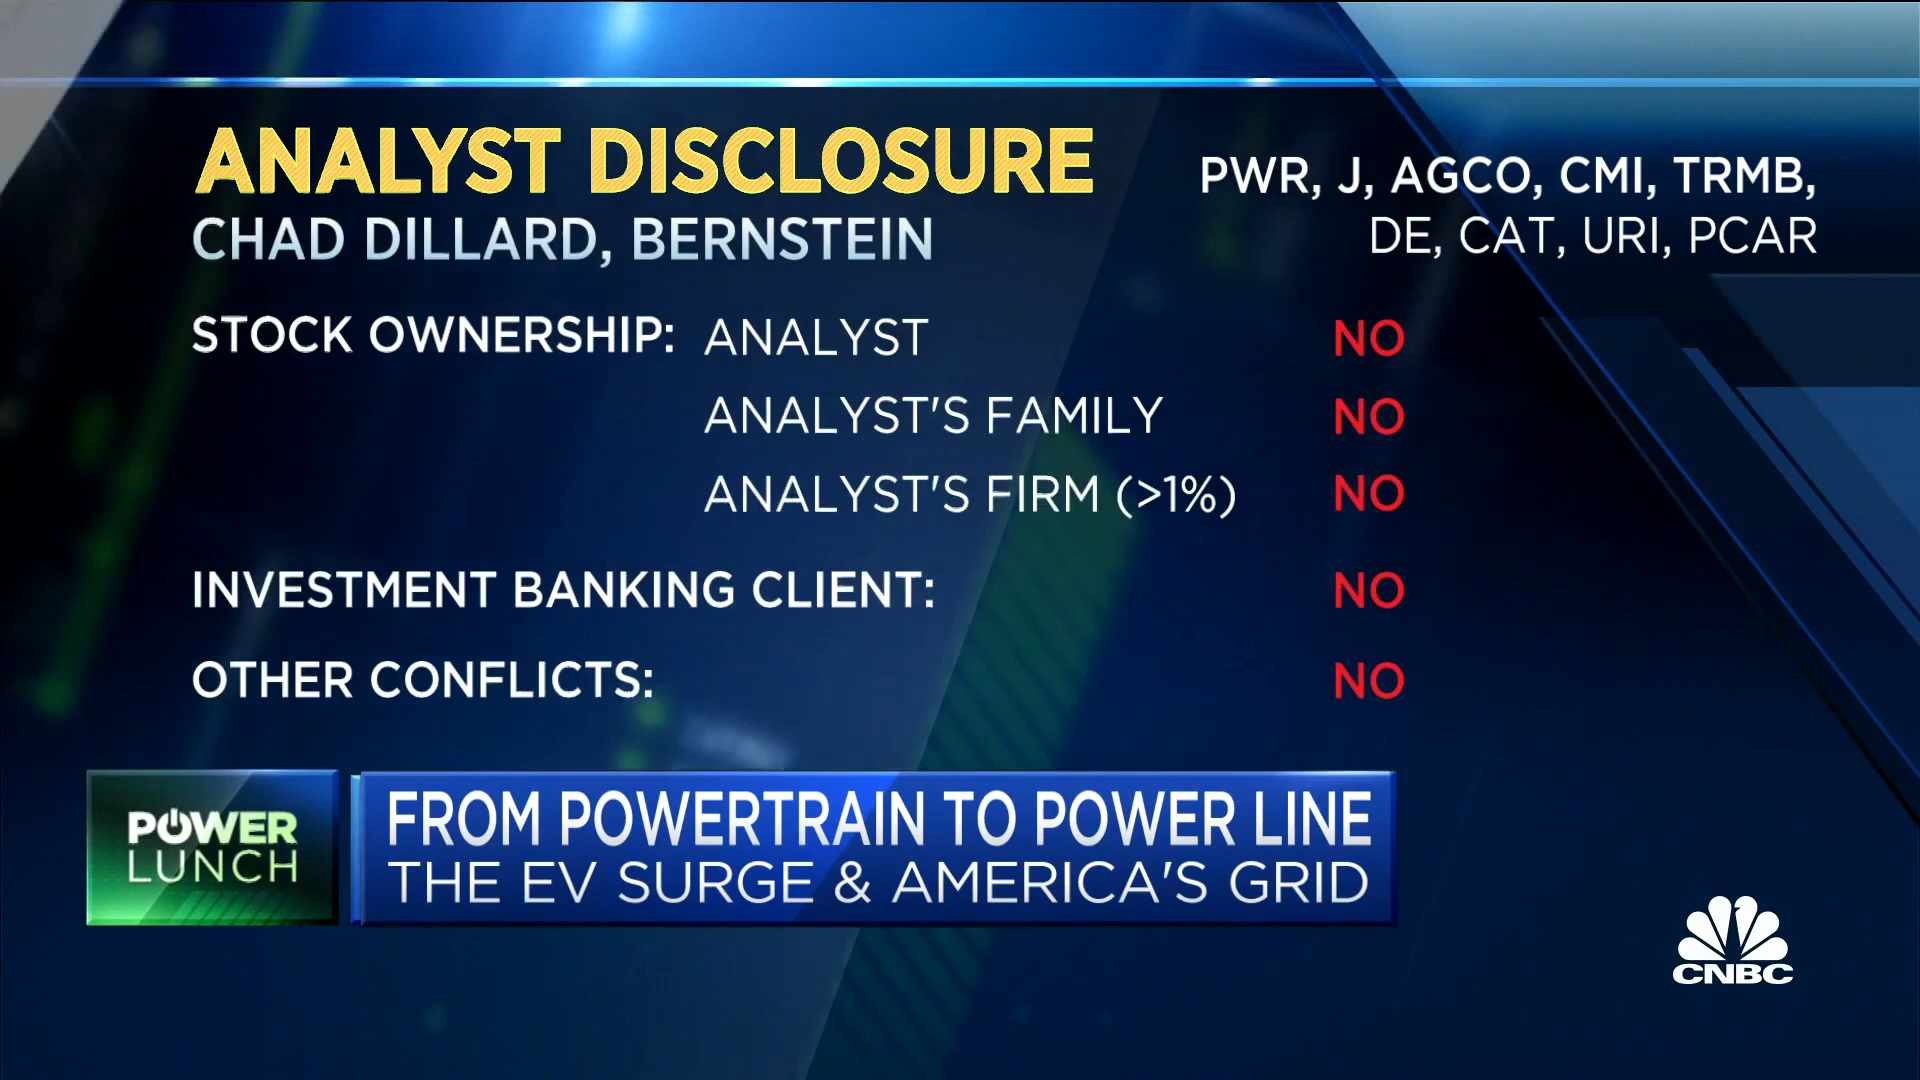 ANALYST DISCLOSURE
CHAD DILLARD, BERNSTEIN
PWR, J, AGCO, CMI, TRMB,
DE, CAT, URI, PCAR
STOCK OWNERSHIP: ANALYST NO
ANALYST'S FAMILY NO
ANALYST'S FIRM (>1%) NO
INVESTMENT BANKING CLIENT: NO
OTHER CONFLICTS: NO
POWER
LUNCH
FROM POWERTRAIN TO POWER LINE
THE EV SURGE & AMERICA'S GRID
CNBC